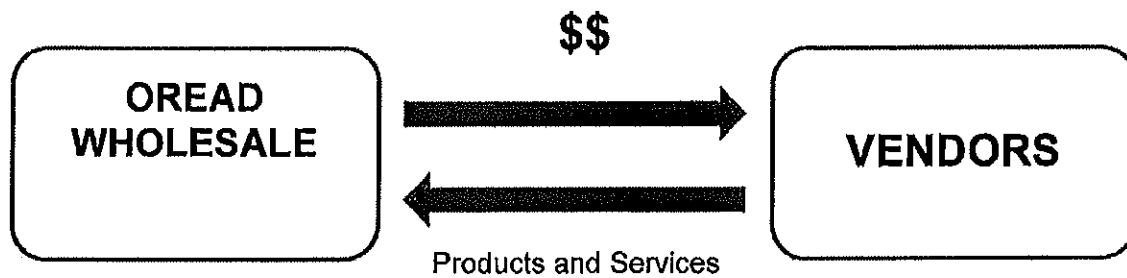 $$
OREAD
WHOLESALE
VENDORS
Products and Services